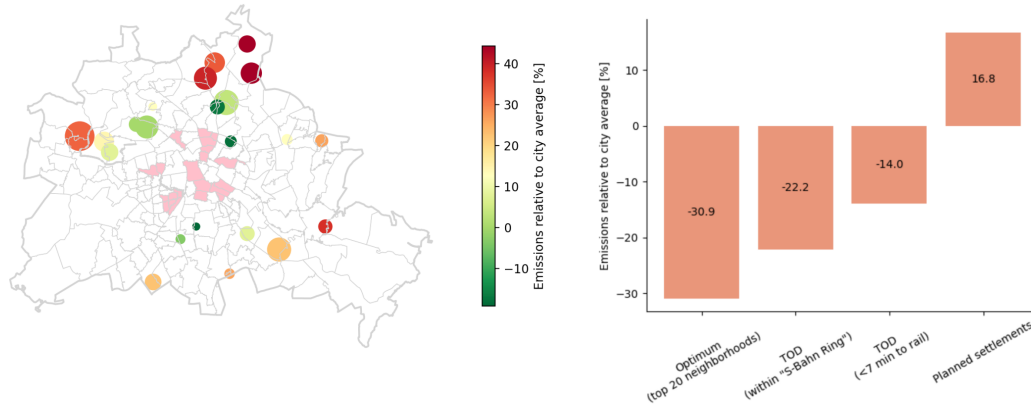 40
30
20
10
0
−10
Emissions relative to city average [%]
Emissions relative to city average [%]
10
0
−10
−20
−30
16.8
-14.0
-22.2
-30.9
Optimum
(top 20 neighborhoods)
TOD
(within "S-Bahn Ring")
TOD
(<7 min to rail)
Planned settlements